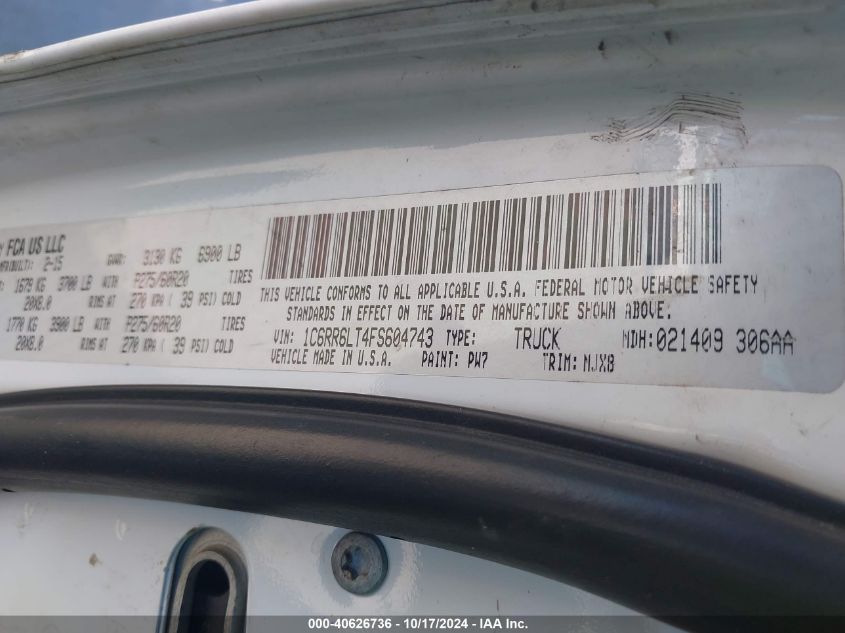 FCA US LLC
2-15 GVWR: 3130 KG 6900 LB
1679 KG 3700 LB WITH P275/60R20 TIRES
20X8.0 RIMS AT 270 KPA ( 39 PSI) COLD
1770 KG 3900 LB WITH P275/60R20 TIRES
20X8.0 RIMS AT 270 KPA ( 39 PSI) COLD
THIS VEHICLE CONFORMS TO ALL APPLICABLE U.S.A. FEDERAL MOTOR VEHICLE SAFETY
STANDARDS IN EFFECT ON THE DATE OF MANUFACTURE SHOWN ABOVE.
VIN: 1C6RR6LT4FS604743 TYPE: TRUCK MDH:021409 306AA
VEHICLE MADE IN U.S.A. PAINT: PW7 TRIM: MJX8
000-40626736 - 10/17/2024 - IAA Inc.